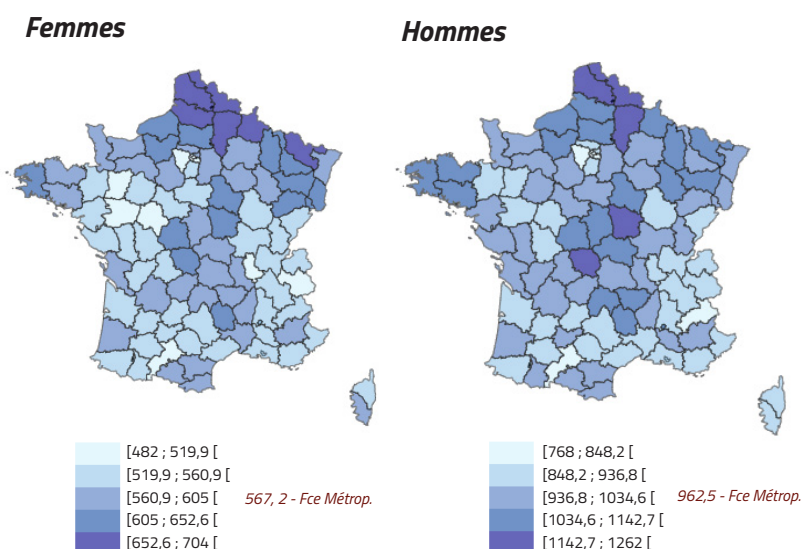 Femmes
Hommes
[482 ; 519,9 [
[519,9 ; 560,9 [
[560,9 ; 605 [
567, 2 - Fce Métrop.
[605 ; 652,6 [
[652,6 ; 704 [
[768 ; 848,2 [
[848,2 ; 936,8 [
[936,8 ; 1034,6 [
962,5 - Fce Métrop.
[1034,6 ; 1142,7 [
[1142,7 ; 1262 [